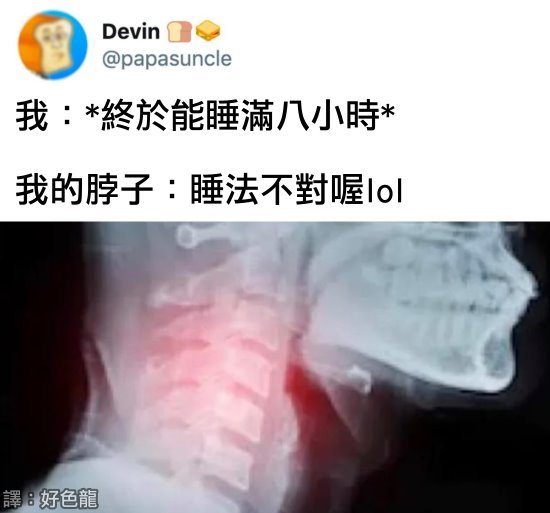 Devin 🍞🥪
@papasuncle
我：*終於能睡滿八小時*
我的脖子：睡法不對喔lol
譯：好色龍